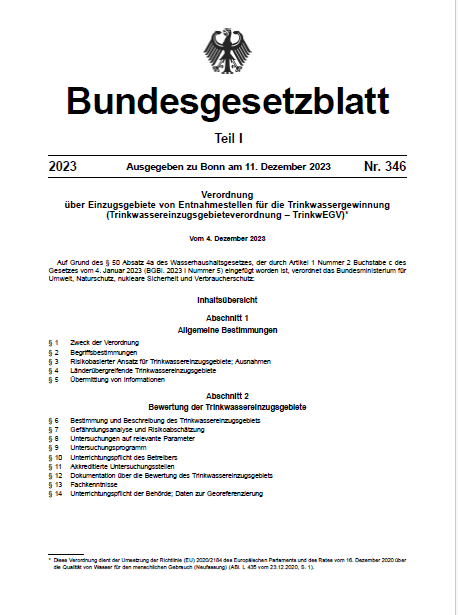 Bundesgesetzblatt
Teil I
2023 Ausgegeben zu Bonn am 11. Dezember 2023 Nr. 346
Verordnung
über Einzugsgebiete von Entnahmestellen für die Trinkwassergewinnung
(Trinkwassereinzugsgebieteverordnung – TrinkwEGV)*
Vom 4. Dezember 2023
Auf Grund des § 50 Absatz 4a des Wasserhaushaltsgesetzes, der durch Artikel 1 Nummer 2 Buchstabe c des
Gesetzes vom 4. Januar 2023 (BGBl. 2023 I Nummer 5) eingefügt worden ist, verordnet das Bundesministerium für
Umwelt, Naturschutz, nukleare Sicherheit und Verbraucherschutz:
Inhaltsübersicht
Abschnitt 1
Allgemeine Bestimmungen
§ 1 Zweck der Verordnung
§ 2 Begriffsbestimmungen
§ 3 Risikobasierter Ansatz für Trinkwassereinzugsgebiete; Ausnahmen
§ 4 Länderübergreifende Trinkwassereinzugsgebiete
§ 5 Übermittlung von Informationen
Abschnitt 2
Bewertung der Trinkwassereinzugsgebiete
§ 6 Bestimmung und Beschreibung des Trinkwassereinzugsgebiets
§ 7 Gefährdungsanalyse und Risikoabschätzung
§ 8 Untersuchungen auf relevante Parameter
§ 9 Untersuchungsprogramm
§ 10 Unterrichtungspflicht des Betreibers
§ 11 Akkreditierte Untersuchungsstellen
§ 12 Dokumentation über die Bewertung des Trinkwassereinzugsgebiets
§ 13 Fachkenntnisse
§ 14 Unterrichtungspflicht der Behörde; Daten zur Georeferenzierung
* Diese Verordnung dient der Umsetzung der Richtlinie (EU) 2020/2184 des Europäischen Parlaments und des Rates vom 16. Dezember 2020 über
die Qualität von Wasser für den menschlichen Gebrauch (Neufassung) (ABl. L 435 vom 23.12.2020, S. 1).